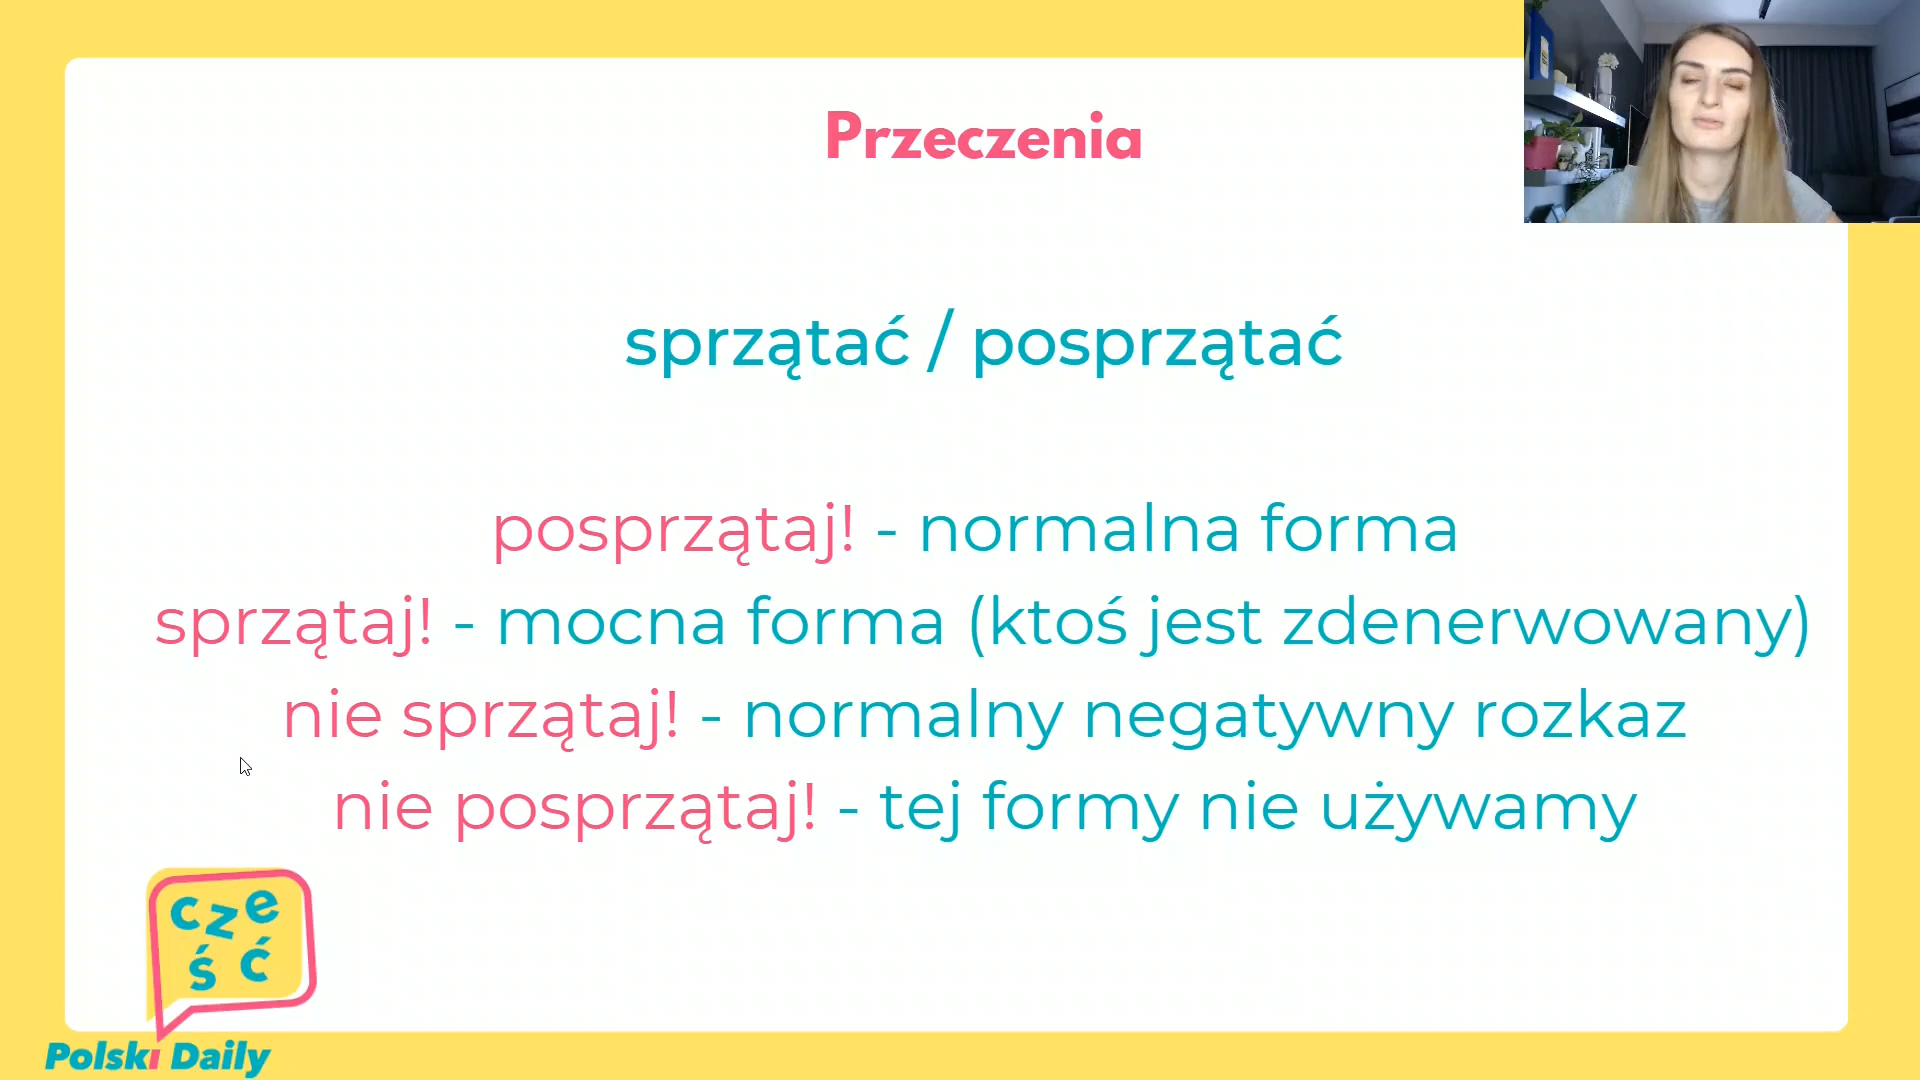 Przeczenia
sprzątać / posprzątać
posprzątaj! - normalna forma
sprzątaj! - mocna forma (ktoś jest zdenerwowany)
nie sprzątaj! - normalny negatywny rozkaz
nie posprzątaj! - tej formy nie używamy
cze
ść
Polski Daily